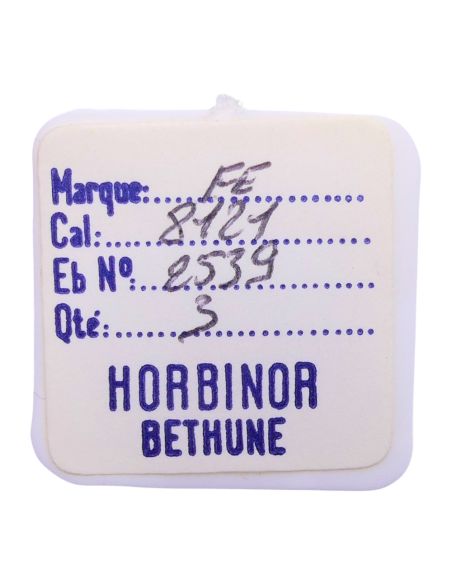 Marque: FE
Cal: 8121
Eb Nº: 2539
Qté: 3
HORBINOR
BETHUNE